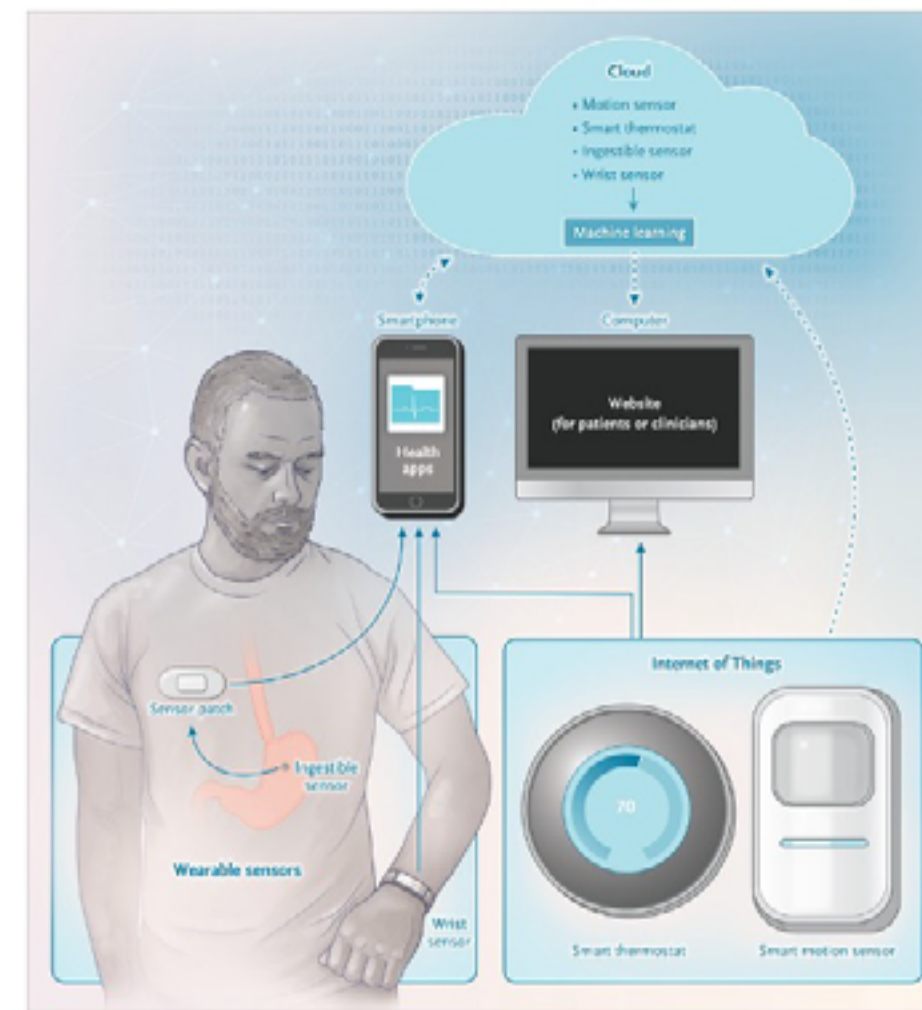 Cloud
• Motion sensor
• Smart thermostat
• Ingestible sensor
• Wrist sensor
Machine learning
Smartphone
Computer
Health
apps
Website
(for patients or clinicians)
Sensor patch
Ingestible
sensor
Wearable sensors
Wrist
sensor
Internet of Things
70
Smart thermostat
Smart motion sensor